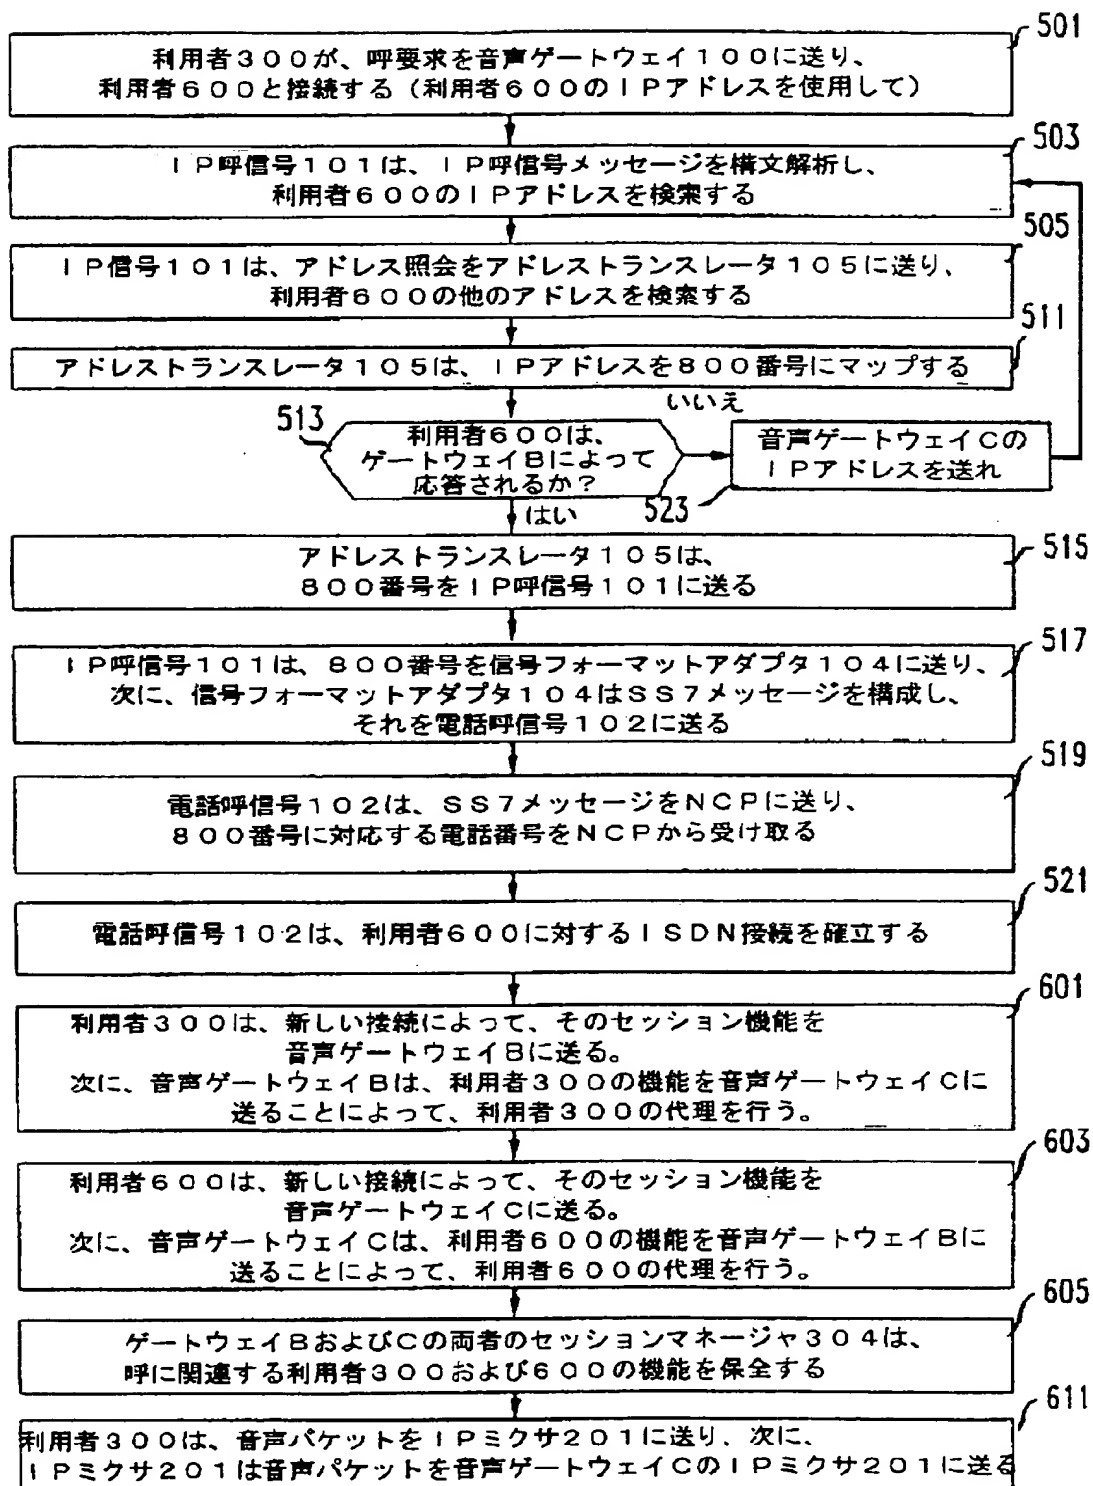 501
利用者300が、呼要求を音声ゲートウェイ100に送り、
利用者600と接続する(利用者600のIPアドレスを使用して)
503
IP呼信号101は、IP呼信号メッセージを構文解析し、
利用者600のIPアドレスを検索する
505
IP信号101は、アドレス照会をアドレストランスレータ105に送り、
利用者600の他のアドレスを検索する
511
アドレストランスレータ105は、IPアドレスを800番号にマップする
いいえ
513
利用者600は、
ゲートウェイBによって
応答されるか?
音声ゲートウェイCの
IPアドレスを送れ
523
はい
515
アドレストランスレータ105は、
800番号をIP呼信号101に送る
517
IP呼信号101は、800番号を信号フォーマットアダプタ104に送り、
次に、信号フォーマットアダプタ104はSS7メッセージを構成し、
それを電話呼信号102に送る
519
電話呼信号102は、SS7メッセージをNCPに送り、
800番号に対応する電話番号をNCPから受け取る
521
電話呼信号102は、利用者600に対するISDN接続を確立する
601
利用者300は、新しい接続によって、そのセッション機能を
音声ゲートウェイBに送る。
次に、音声ゲートウェイBは、利用者300の機能を音声ゲートウェイCに
送ることによって、利用者300の代理を行う。
603
利用者600は、新しい接続によって、そのセッション機能を
音声ゲートウェイCに送る。
次に、音声ゲートウェイCは、利用者600の機能を音声ゲートウェイBに
送ることによって、利用者600の代理を行う。
605
ゲートウェイBおよびCの両者のセッションマネージャ304は、
呼に関連する利用者300および600の機能を保全する
611
利用者300は、音声パケットをIPミクサ201に送り、次に、
IPミクサ201は音声パケットを音声ゲートウェイCのIPミクサ201に送る